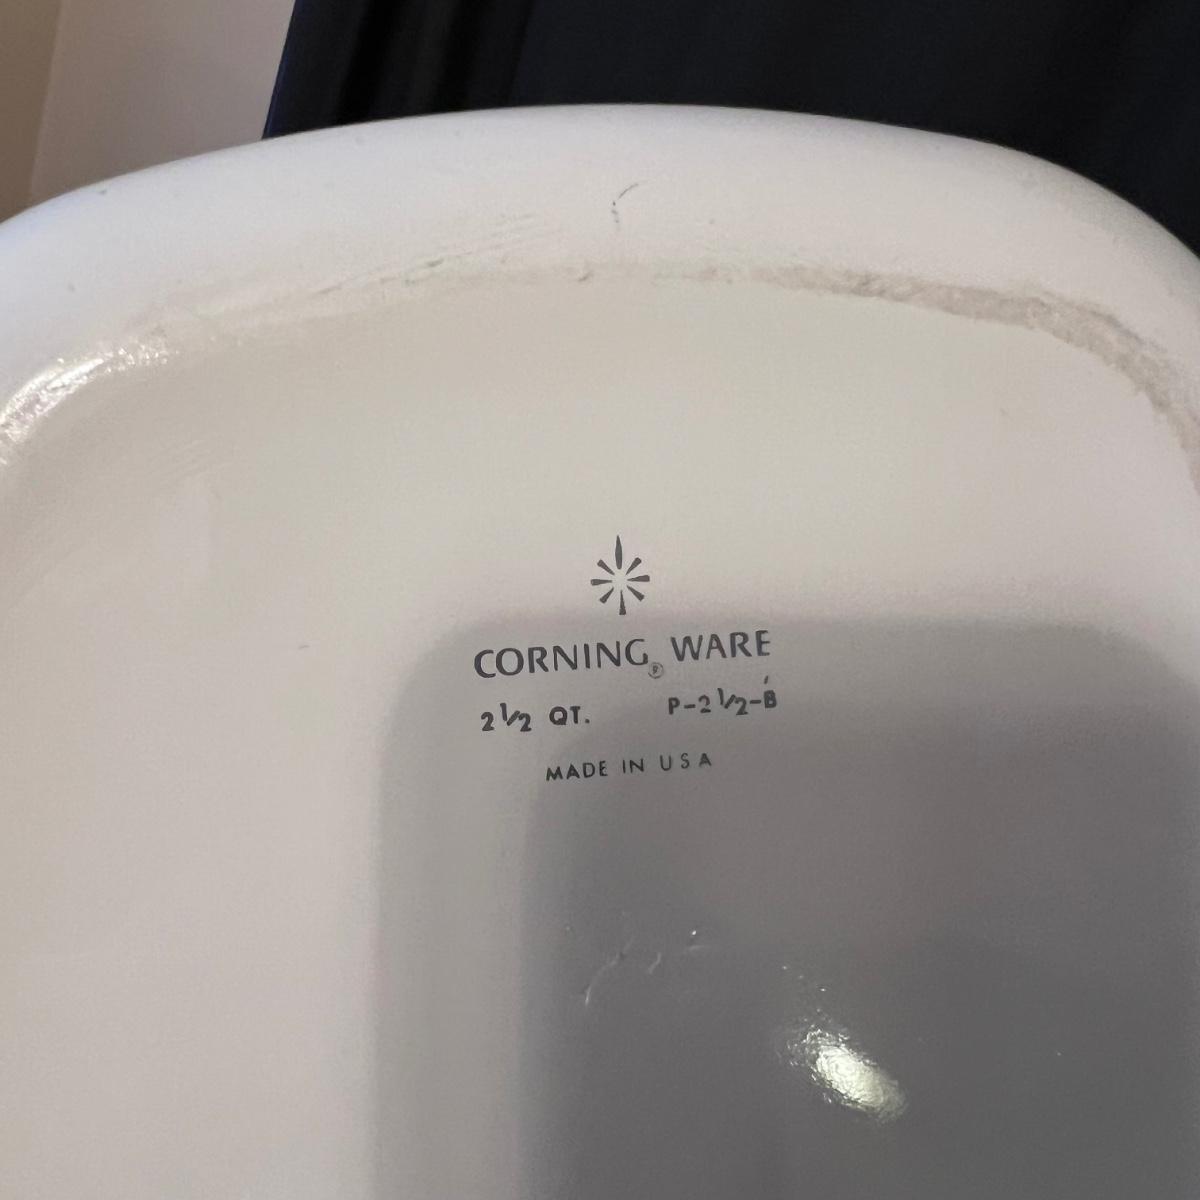 CORNING® WARE
2½ QT. P-2½-B
MADE IN USA